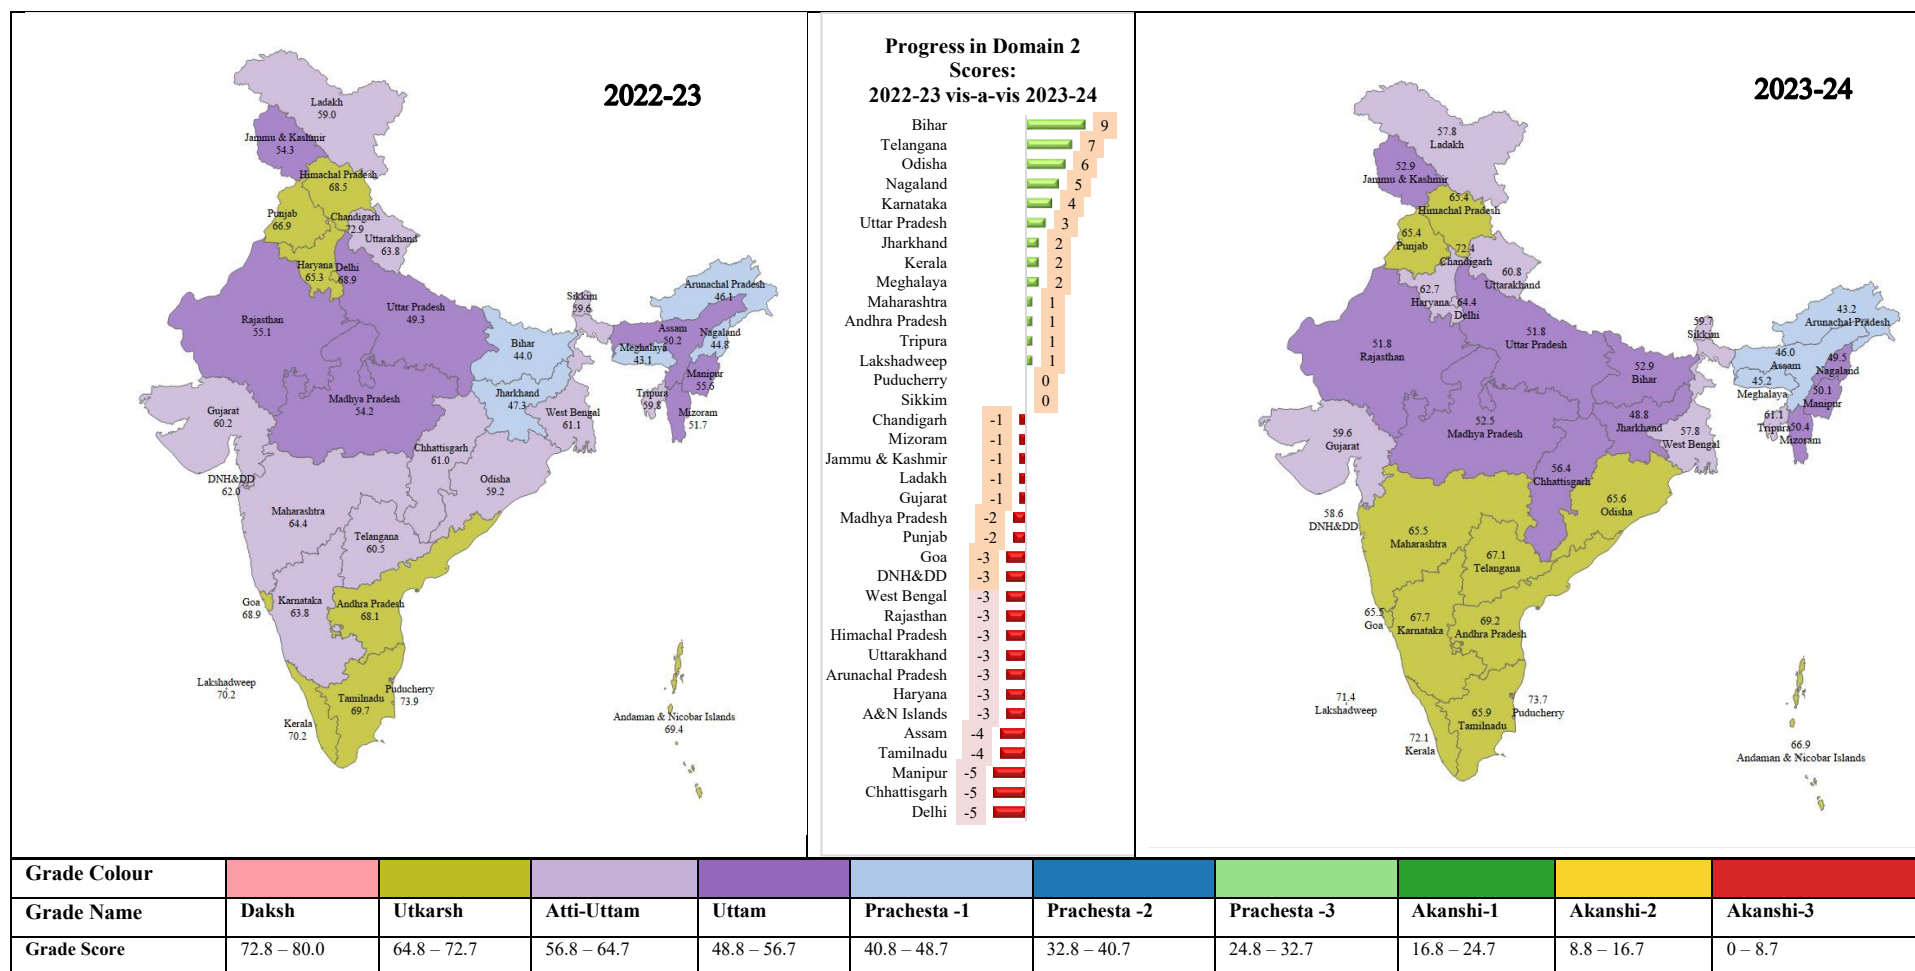 2022-23
Ladakh
59.0
Jammu & Kashmir
54.3
Himachal Pradesh
68.5
Punjab
66.9
Chandigarh
72.9
Uttarakhand
63.8
Haryana
65.3
Delhi
68.9
Rajasthan
55.1
Uttar Pradesh
49.3
Sikkim
59.6
Arunachal Pradesh
46.1
Assam
50.2
Nagaland
44.8
Meghalaya
43.1
Manipur
55.6
Bihar
44.0
Jharkhand
47.3
Tripura
59.8
Mizoram
51.7
West Bengal
61.1
Gujarat
60.2
Madhya Pradesh
54.2
Chhattisgarh
61.0
Odisha
59.2
DNH&DD
62.0
Maharashtra
64.4
Telangana
60.5
Goa
68.9
Karnataka
63.8
Andhra Pradesh
68.1
Lakshadweep
70.2
Kerala
70.2
Tamilnadu
69.7
Puducherry
73.9
Andaman & Nicobar Islands
69.4
Progress in Domain 2
Scores:
2022-23 vis-a-vis 2023-24
Bihar 9
Telangana 7
Odisha 6
Nagaland 5
Karnataka 4
Uttar Pradesh 3
Jharkhand 2
Kerala 2
Meghalaya 2
Maharashtra 1
Andhra Pradesh 1
Tripura 1
Lakshadweep 1
Puducherry 0
Sikkim 0
Chandigarh -1
Mizoram -1
Jammu & Kashmir -1
Ladakh -1
Gujarat -1
Madhya Pradesh -2
Punjab -2
Goa -3
DNH&DD -3
West Bengal -3
Rajasthan -3
Himachal Pradesh -3
Uttarakhand -3
Arunachal Pradesh -3
Haryana -3
A&N Islands -3
Assam -4
Tamilnadu -4
Manipur -5
Chhattisgarh -5
Delhi -5
2023-24
57.8
Ladakh
52.9
Jammu & Kashmir
65.4
Himachal Pradesh
65.4
Punjab
72.4
Chandigarh
60.8
Uttarakhand
62.7
Haryana
64.4
Delhi
51.8
Rajasthan
51.8
Uttar Pradesh
59.7
Sikkim
43.2
Arunachal Pradesh
46.0
Assam
49.5
Nagaland
45.2
Meghalaya
50.1
Manipur
52.9
Bihar
48.8
Jharkhand
61.1
Tripura
50.4
Mizoram
57.8
West Bengal
59.6
Gujarat
52.5
Madhya Pradesh
56.4
Chhattisgarh
65.6
Odisha
58.6
DNH&DD
65.5
Maharashtra
67.1
Telangana
65.5
Goa
67.7
Karnataka
69.2
Andhra Pradesh
71.4
Lakshadweep
72.1
Kerala
65.9
Tamilnadu
73.7
Puducherry
66.9
Andaman & Nicobar Islands
Grade Colour
Grade Name Daksh Utkarsh Atti-Uttam Uttam Prachesta -1 Prachesta -2 Prachesta -3 Akanshi-1 Akanshi-2 Akanshi-3
Grade Score 72.8 – 80.0 64.8 – 72.7 56.8 – 64.7 48.8 – 56.7 40.8 – 48.7 32.8 – 40.7 24.8 – 32.7 16.8 – 24.7 8.8 – 16.7 0 – 8.7